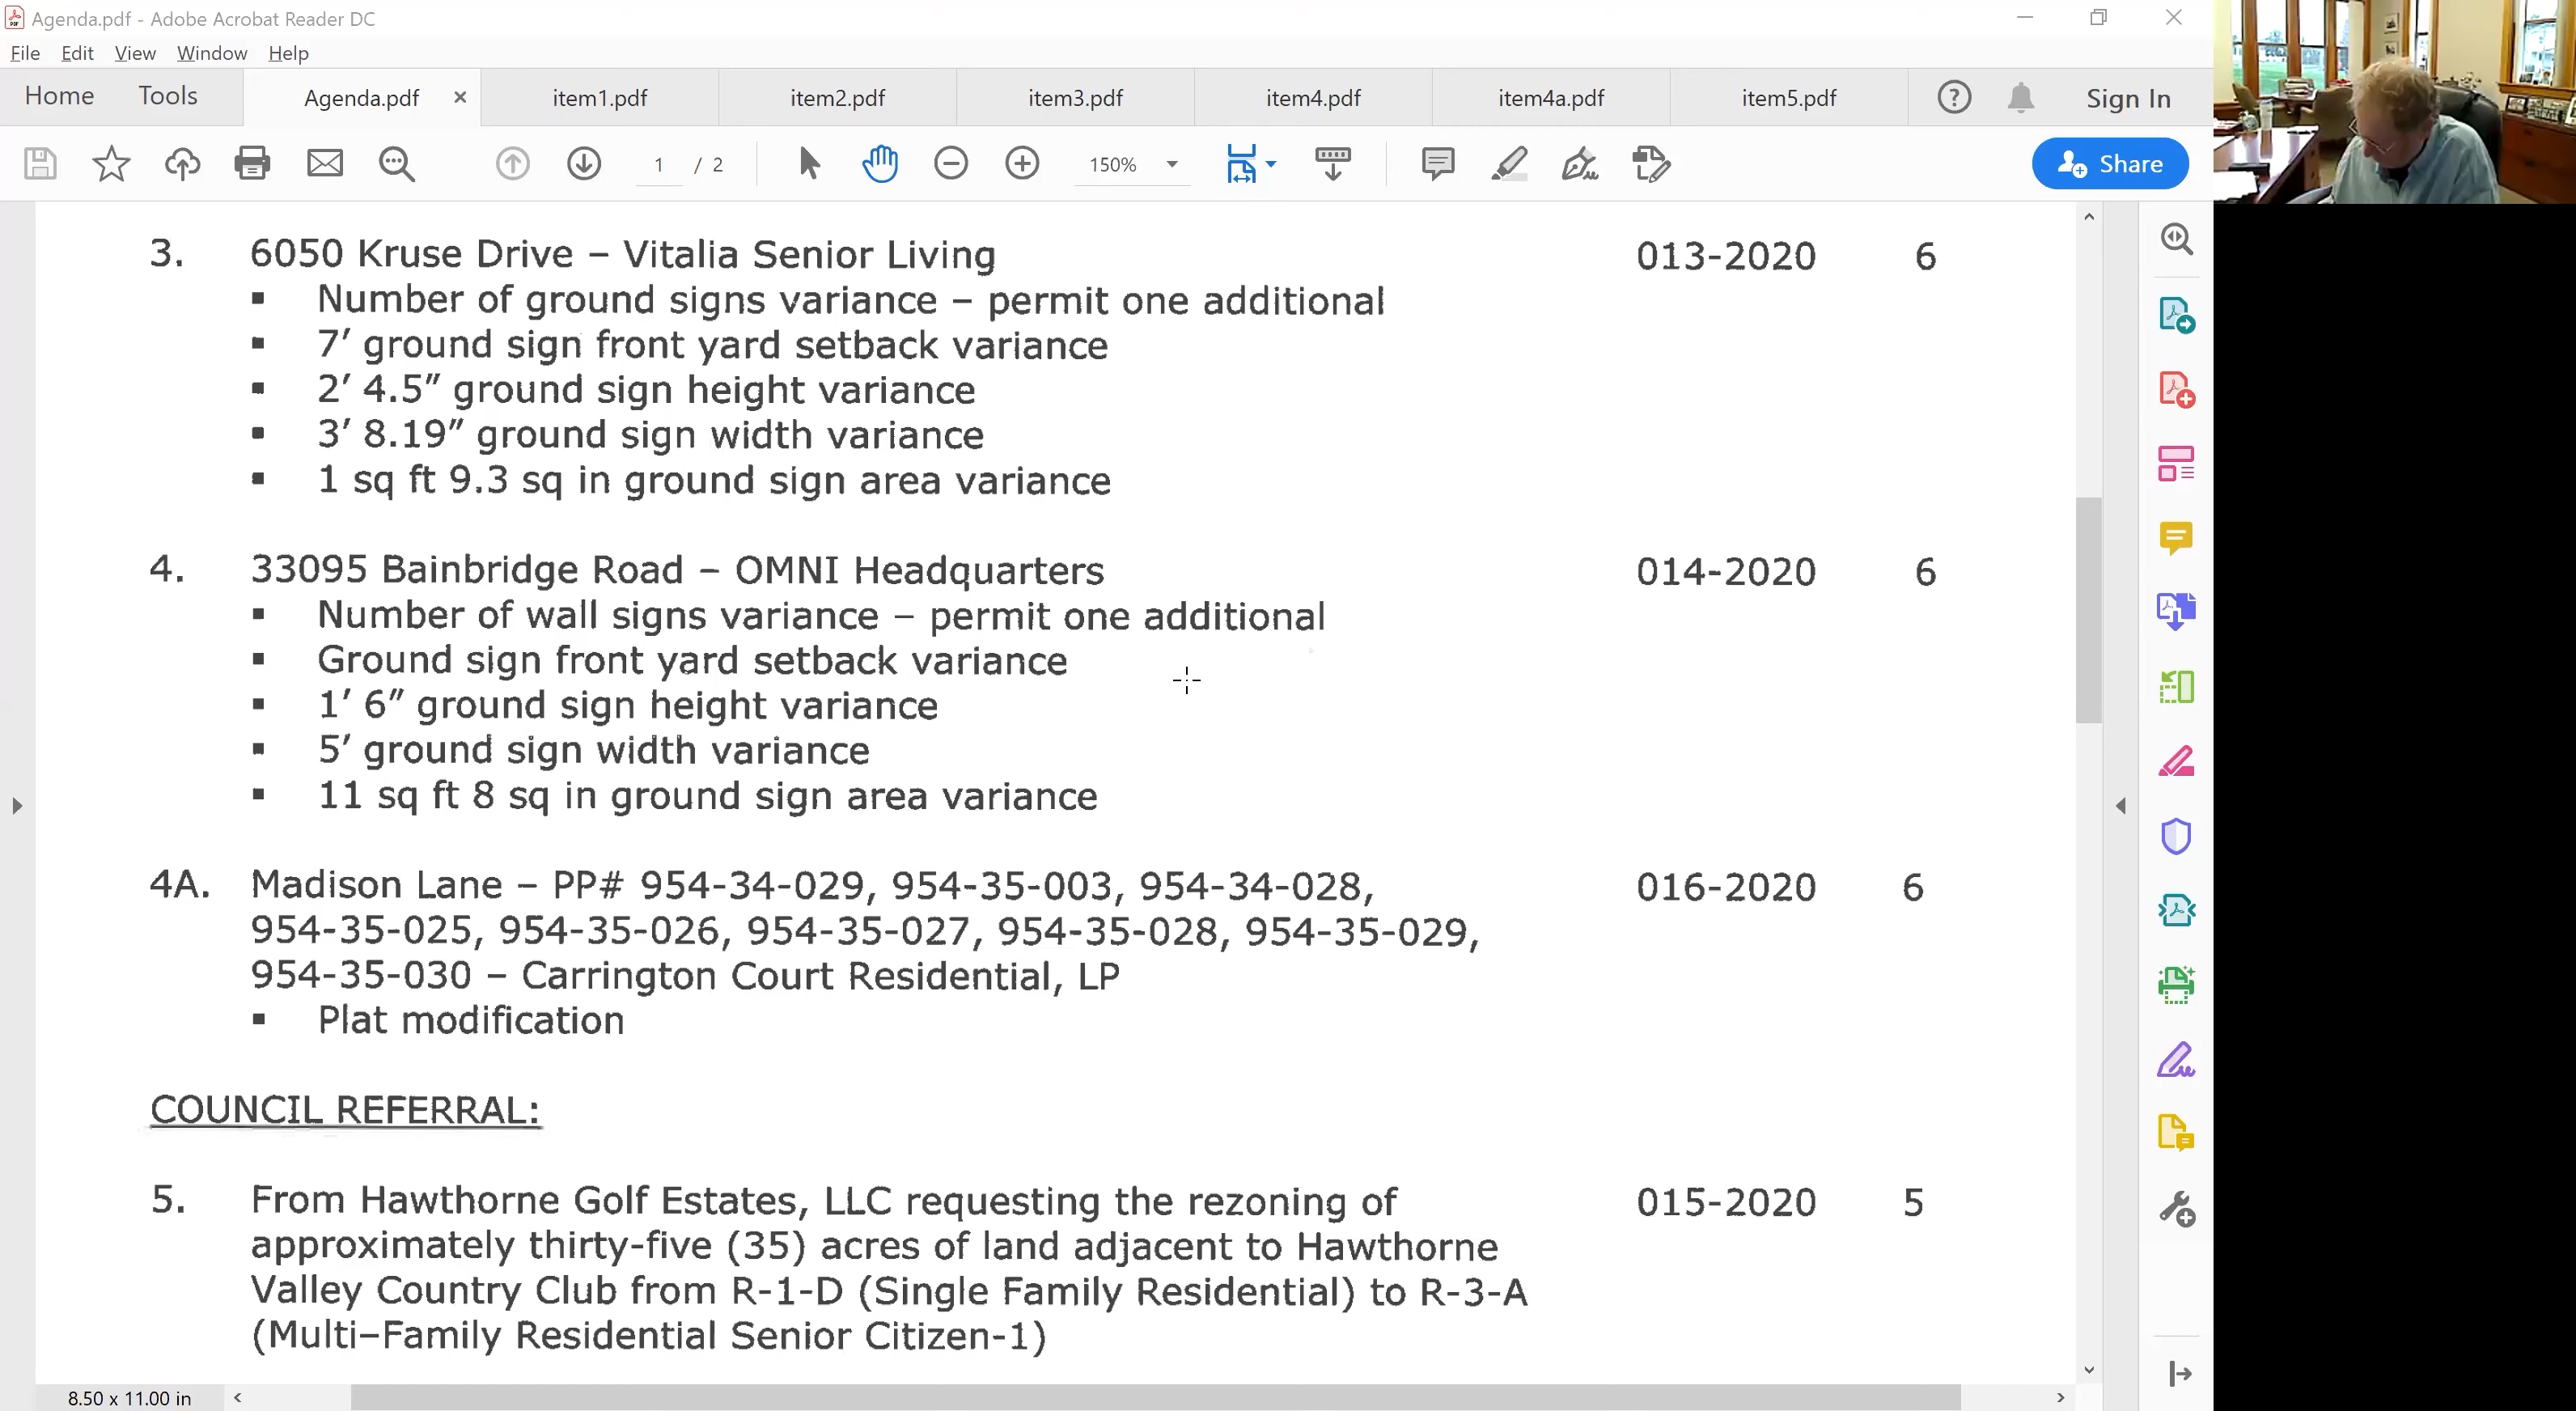 Agenda.pdf - Adobe Acrobat Reader DC
File Edit View Window Help
Home Tools Agenda.pdf item1.pdf item2.pdf item3.pdf item4.pdf item4a.pdf item5.pdf Sign In
1 / 2 150% Share
3. 6050 Kruse Drive – Vitalia Senior Living 013-2020 6
▪ Number of ground signs variance – permit one additional
▪ 7’ ground sign front yard setback variance
▪ 2’ 4.5” ground sign height variance
▪ 3’ 8.19” ground sign width variance
▪ 1 sq ft 9.3 sq in ground sign area variance
4. 33095 Bainbridge Road – OMNI Headquarters 014-2020 6
▪ Number of wall signs variance – permit one additional
▪ Ground sign front yard setback variance
▪ 1’ 6” ground sign height variance
▪ 5’ ground sign width variance
▪ 11 sq ft 8 sq in ground sign area variance
4A. Madison Lane – PP# 954-34-029, 954-35-003, 954-34-028, 016-2020 6
954-35-025, 954-35-026, 954-35-027, 954-35-028, 954-35-029,
954-35-030 – Carrington Court Residential, LP
▪ Plat modification
COUNCIL REFERRAL:
5. From Hawthorne Golf Estates, LLC requesting the rezoning of 015-2020 5
approximately thirty-five (35) acres of land adjacent to Hawthorne
Valley Country Club from R-1-D (Single Family Residential) to R-3-A
(Multi–Family Residential Senior Citizen-1)
8.50 x 11.00 in